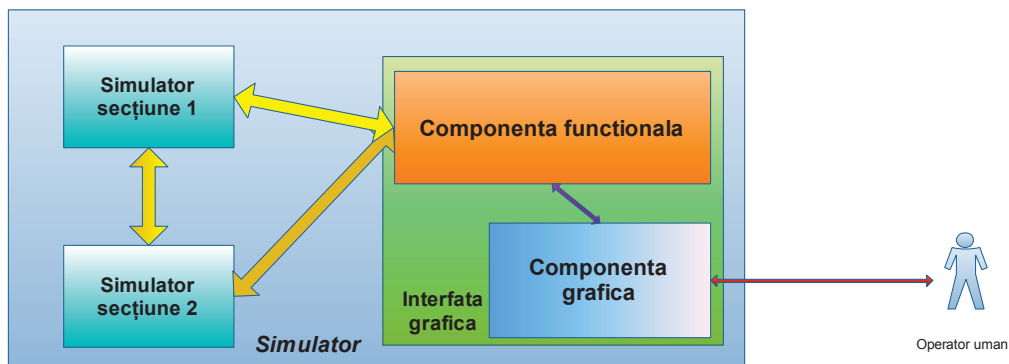 Simulator
secțiune 1
Componenta functionala
Simulator
secțiune 2
Componenta
grafica
Interfata
grafica
Simulator
Operator uman